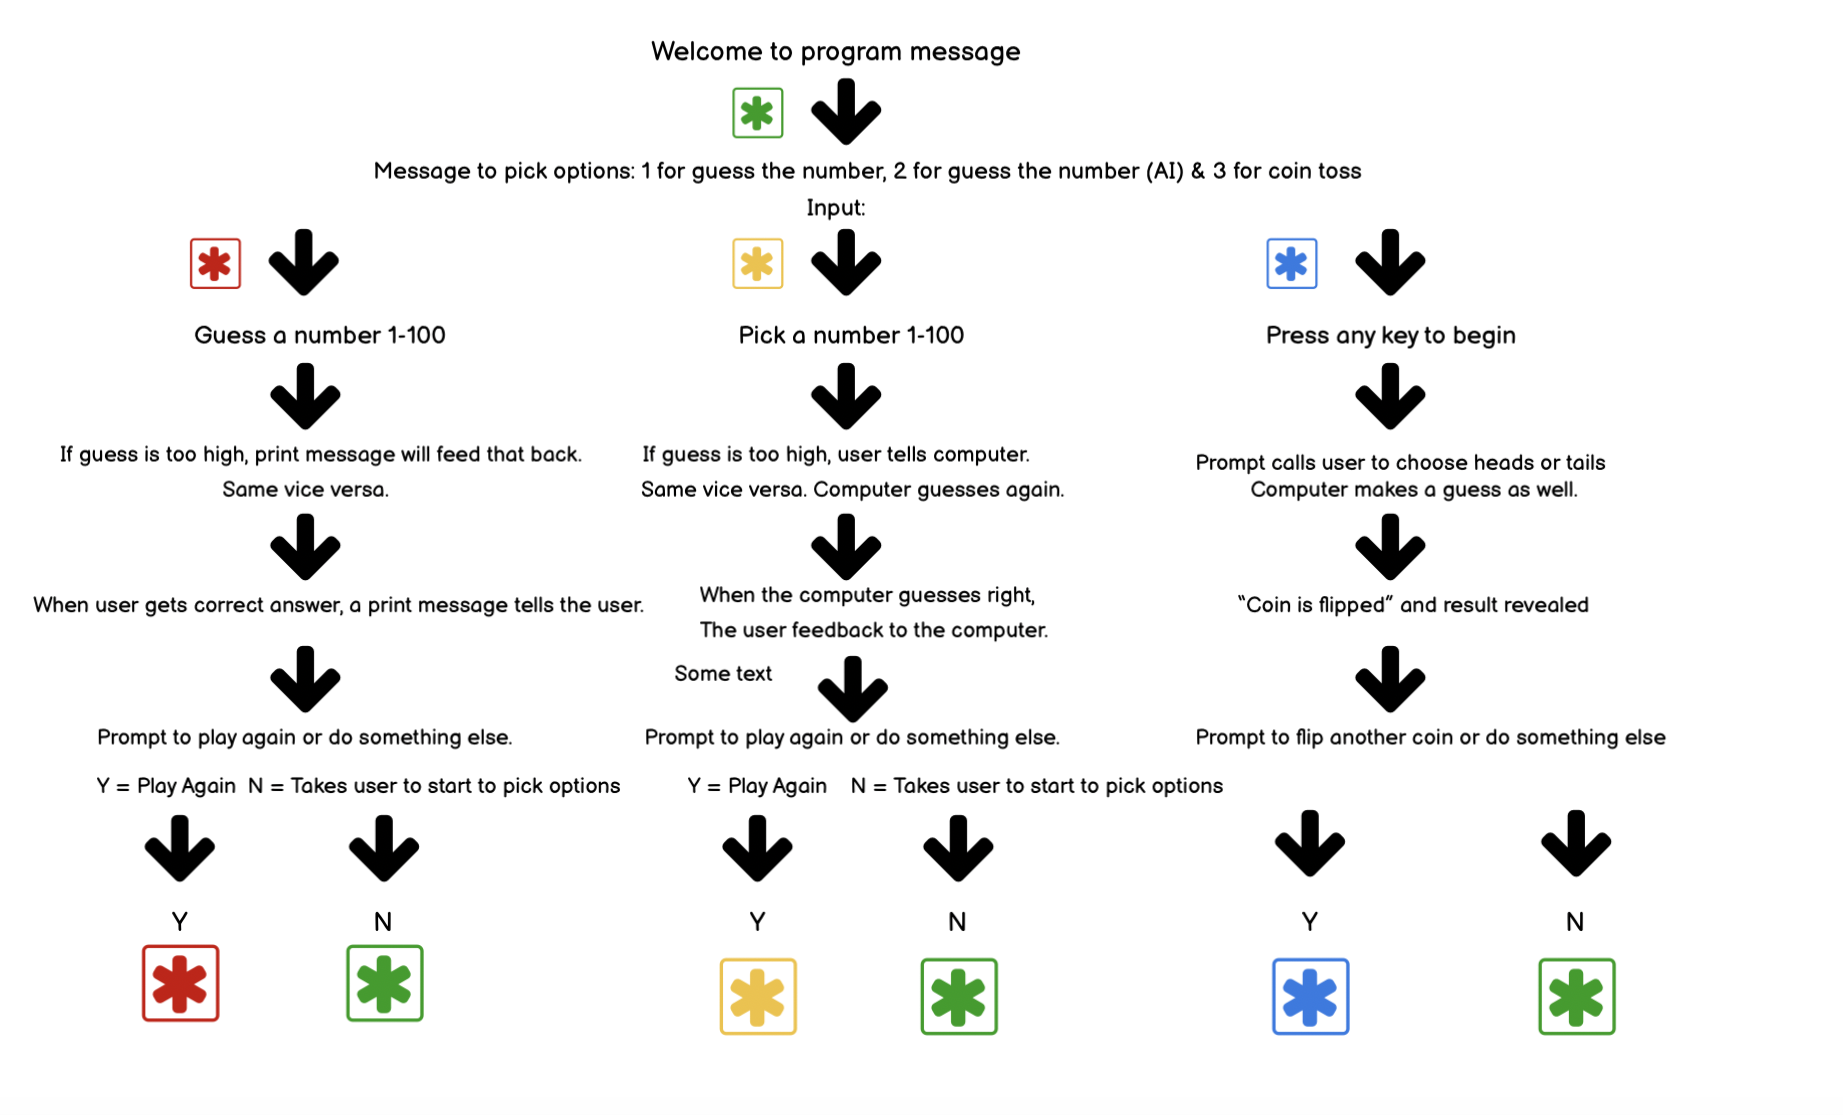 Welcome to program message
Message to pick options: 1 for guess the number, 2 for guess the number (AI) & 3 for coin toss
Input:
Guess a number 1-100
If guess is too high, print message will feed that back.
Same vice versa.
When user gets correct answer, a print message tells the user.
Prompt to play again or do something else.
Y = Play Again N = Takes user to start to pick options
Y
N
Pick a number 1-100
If guess is too high, user tells computer.
Same vice versa. Computer guesses again.
When the computer guesses right,
The user feedback to the computer.
Some text
Prompt to play again or do something else.
Y = Play Again N = Takes user to start to pick options
Y
N
Press any key to begin
Prompt calls user to choose heads or tails
Computer makes a guess as well.
“Coin is flipped” and result revealed
Prompt to flip another coin or do something else
Y
N